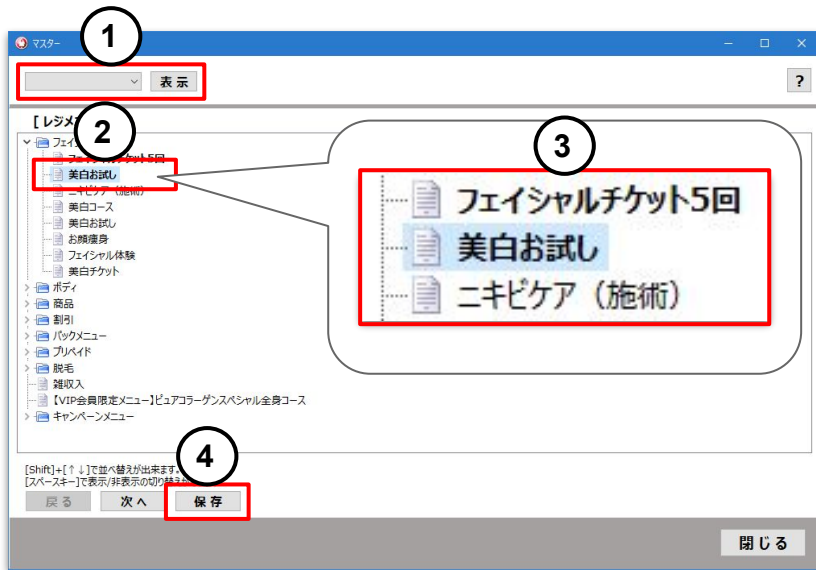 マスター
1
表示
?
[ レジメ
2
フェイ
フェイシャルチケット5回
美白お試し
ニキビケア（施術）
美白コース
美白お試し
お顔痩身
フェイシャル体験
美白チケット
ボディ
商品
割引
パックメニュー
プリペイド
脱毛
雑収入
【VIP会員限定メニュー】ピュアコラーゲンスペシャル全身コース
キャンペーンメニュー
3
フェイシャルチケット5回
美白お試し
ニキビケア（施術）
4
[Shift]+[↑↓]で並べ替えが出来ます。
[スペースキー]で表示/非表示の切り替えが
戻る 次へ 保存
閉じる